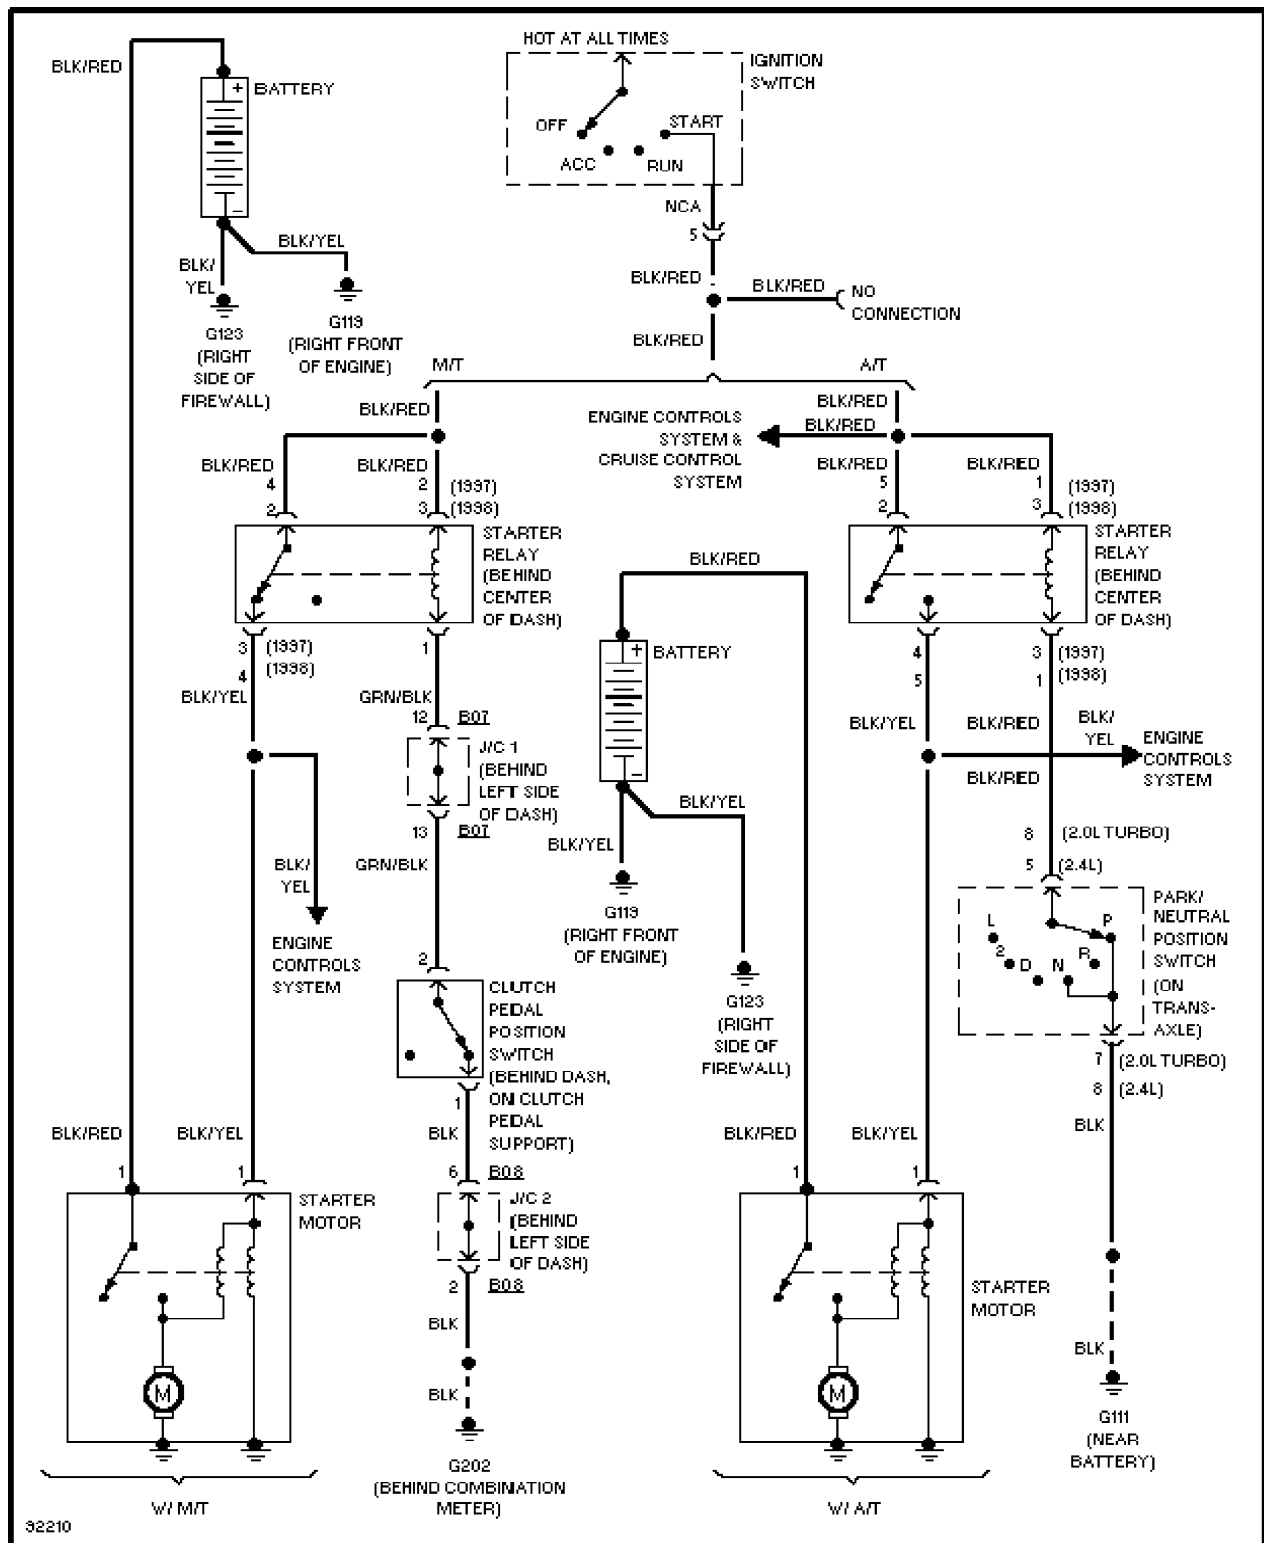 HOT AT ALL TIMES
IGNITION
SWITCH
OFF
START
ACC
RUN
NCA
5
BLK/RED
BLK/RED
NO
CONNECTION
BLK/RED
BLK/RED
+
BATTERY
–
BLK/YEL
BLK/
YEL
G123
(RIGHT
SIDE OF
FIREWALL)
G119
(RIGHT FRONT
OF ENGINE)
M/T
A/T
BLK/RED
BLK/RED
BLK/RED
4
2
2
(1997)
3
(1998)
STARTER
RELAY
(BEHIND
CENTER
OF DASH)
3
(1997)
4
(1998)
1
BLK/YEL
GRN/BLK
12
B07
J/C 1
(BEHIND
LEFT SIDE
OF DASH)
13
B07
GRN/BLK
BLK/
YEL
ENGINE
CONTROLS
SYSTEM
2
CLUTCH
PEDAL
POSITION
SWITCH
(BEHIND DASH,
ON CLUTCH
PEDAL
SUPPORT)
1
BLK
6
B08
J/C 2
(BEHIND
LEFT SIDE
OF DASH)
2
B08
BLK
BLK
G202
(BEHIND COMBINATION
METER)
BLK/RED
BLK/YEL
1
1
STARTER
MOTOR
M
W/ M/T
BLK/RED
ENGINE CONTROLS
SYSTEM &
CRUISE CONTROL
SYSTEM
BLK/RED
BLK/RED
BLK/RED
5
2
1
(1997)
3
(1998)
STARTER
RELAY
(BEHIND
CENTER
OF DASH)
4
5
3
(1997)
1
(1998)
BLK/YEL
BLK/RED
BLK/
YEL
ENGINE
CONTROLS
SYSTEM
BLK/RED
BLK/RED
+
BATTERY
–
BLK/YEL
BLK/YEL
G119
(RIGHT FRONT
OF ENGINE)
G123
(RIGHT
SIDE OF
FIREWALL)
8
(2.0L TURBO)
5
(2.4L)
PARK/
NEUTRAL
POSITION
SWITCH
(ON
TRANS-
AXLE)
L
2
D
N
R
P
7
(2.0L TURBO)
8
(2.4L)
BLK
BLK
G111
(NEAR
BATTERY)
BLK/RED
BLK/YEL
1
1
STARTER
MOTOR
M
W/ A/T
92210